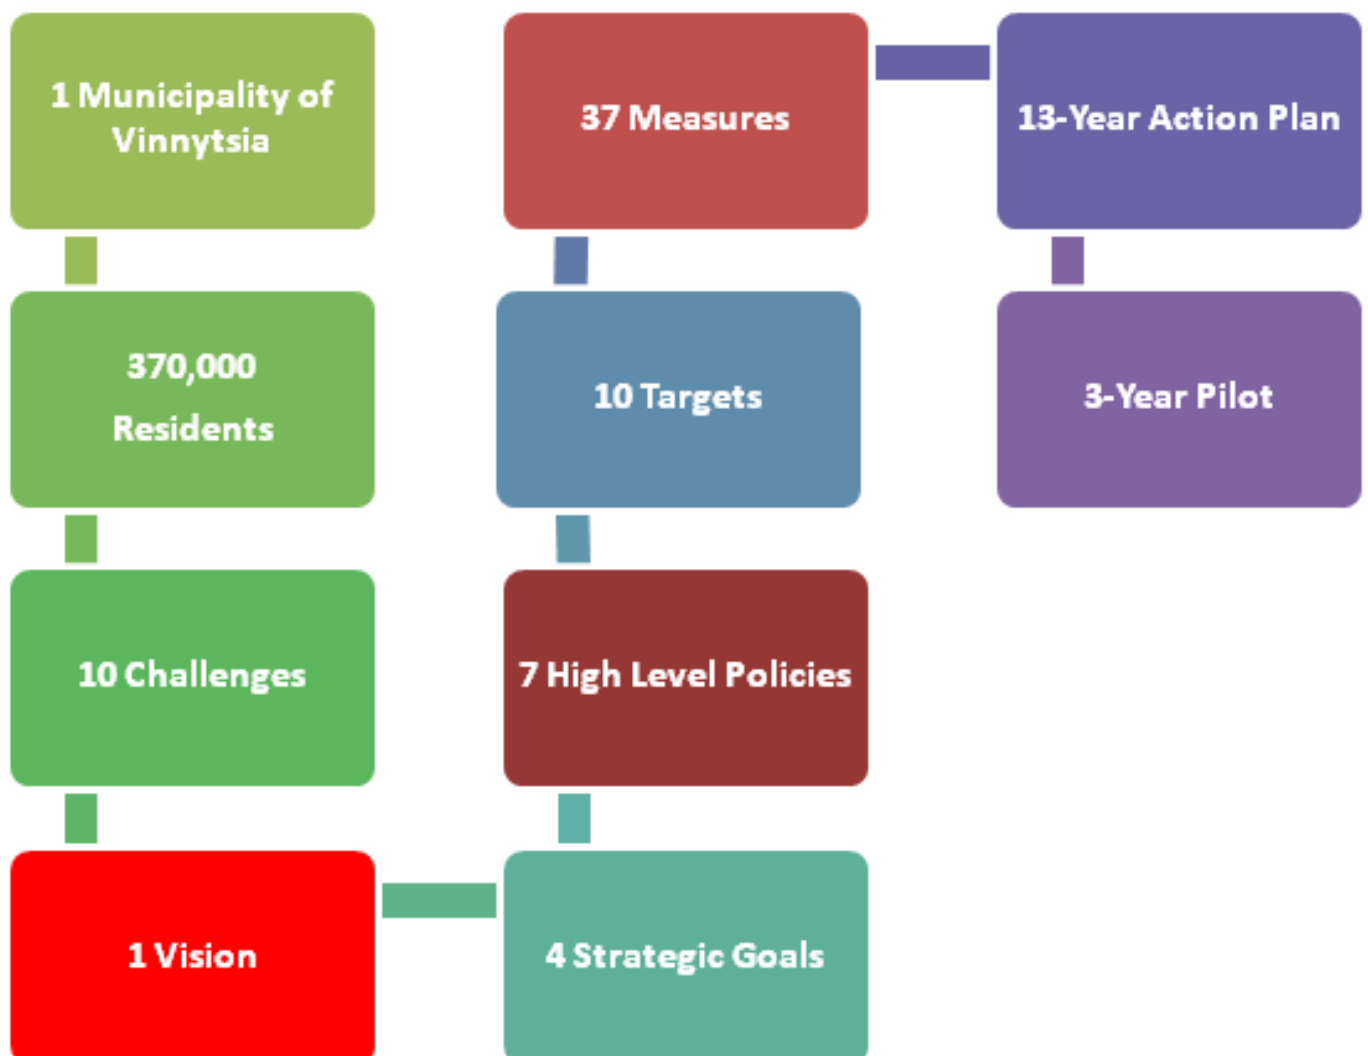 1 Municipality of
Vinnytsia
370,000
Residents
10 Challenges
1 Vision
4 Strategic Goals
7 High Level Policies
10 Targets
37 Measures
13-Year Action Plan
3-Year Pilot